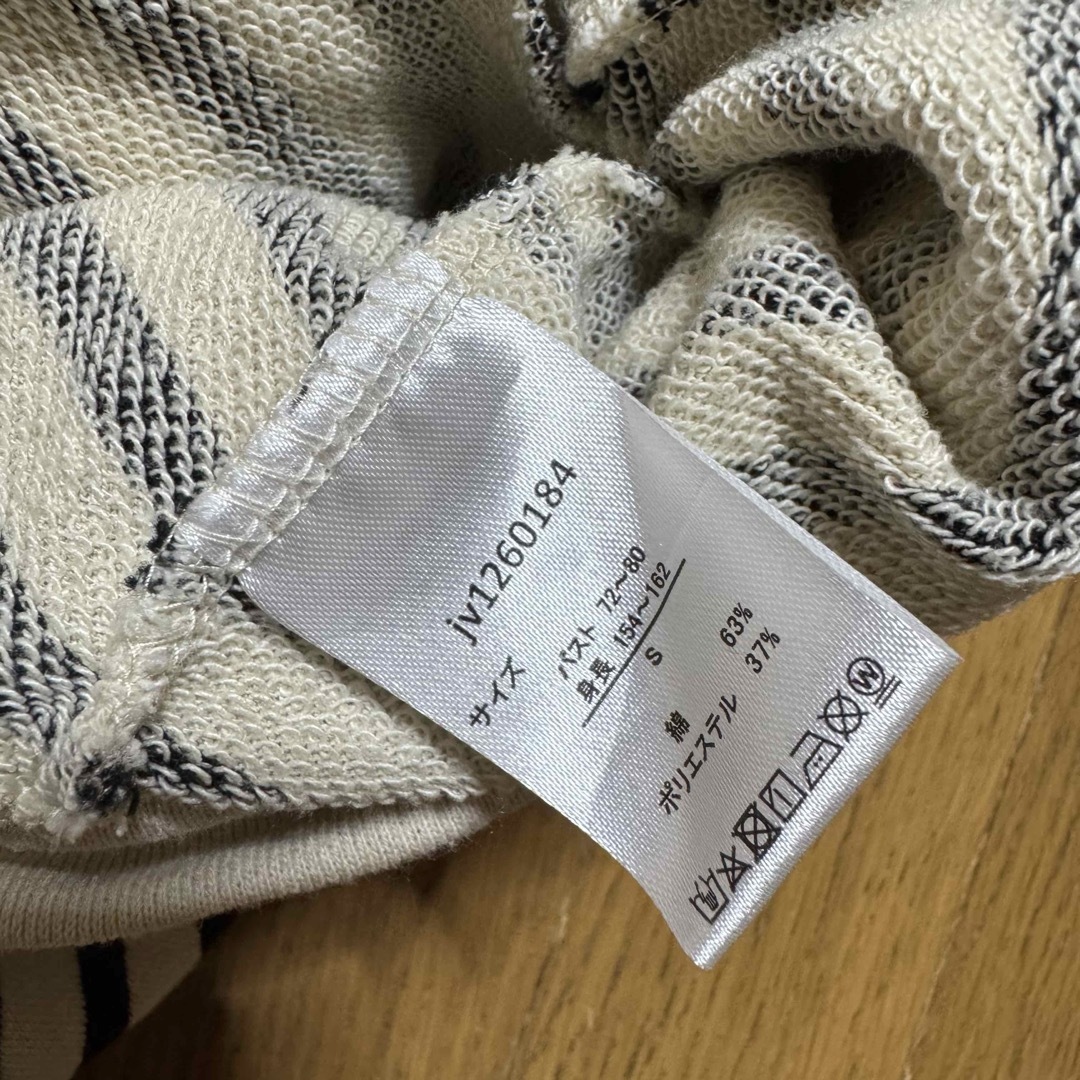 jv1260184
サイズ
バスト 72～80
身長 154～162
S
綿 63%
ポリエステル 37%
W